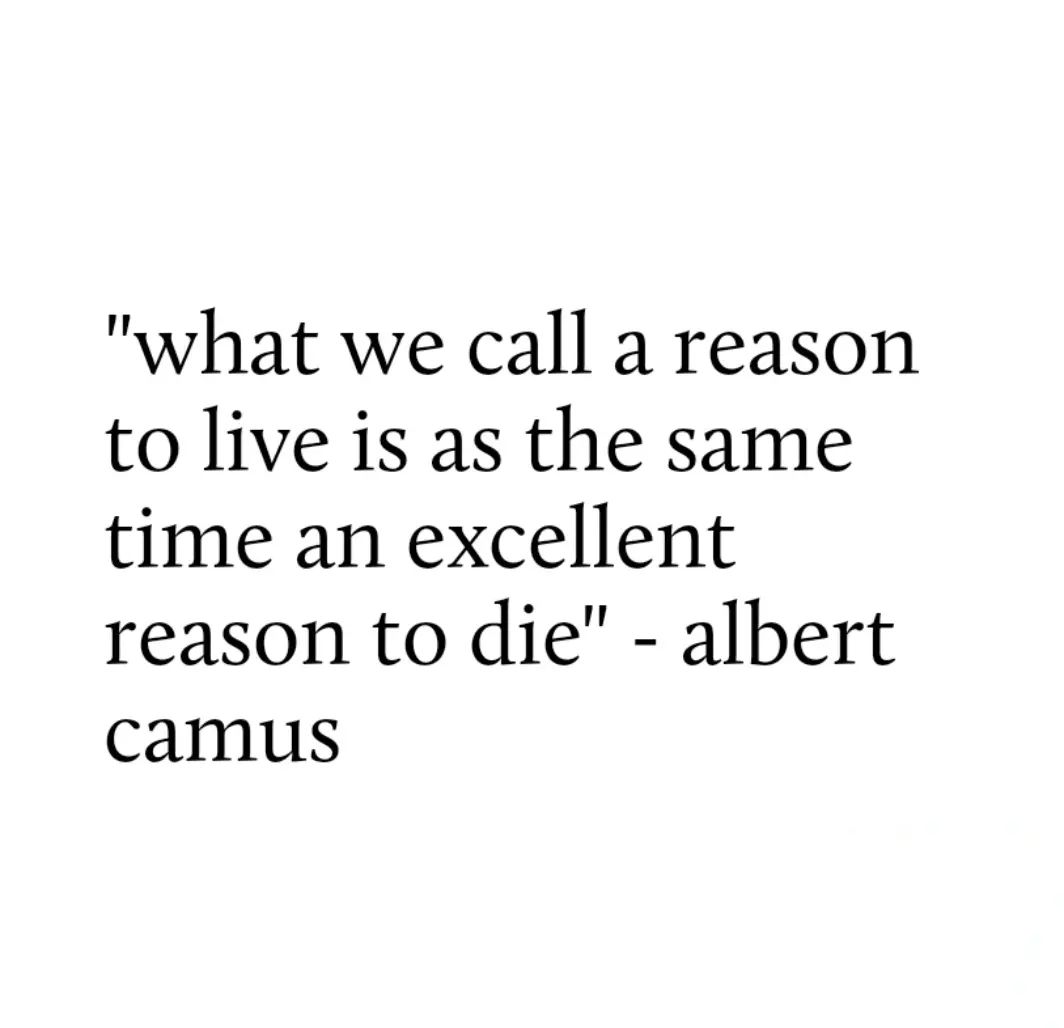 "what we call a reason
to live is as the same
time an excellent
reason to die" - albert
camus